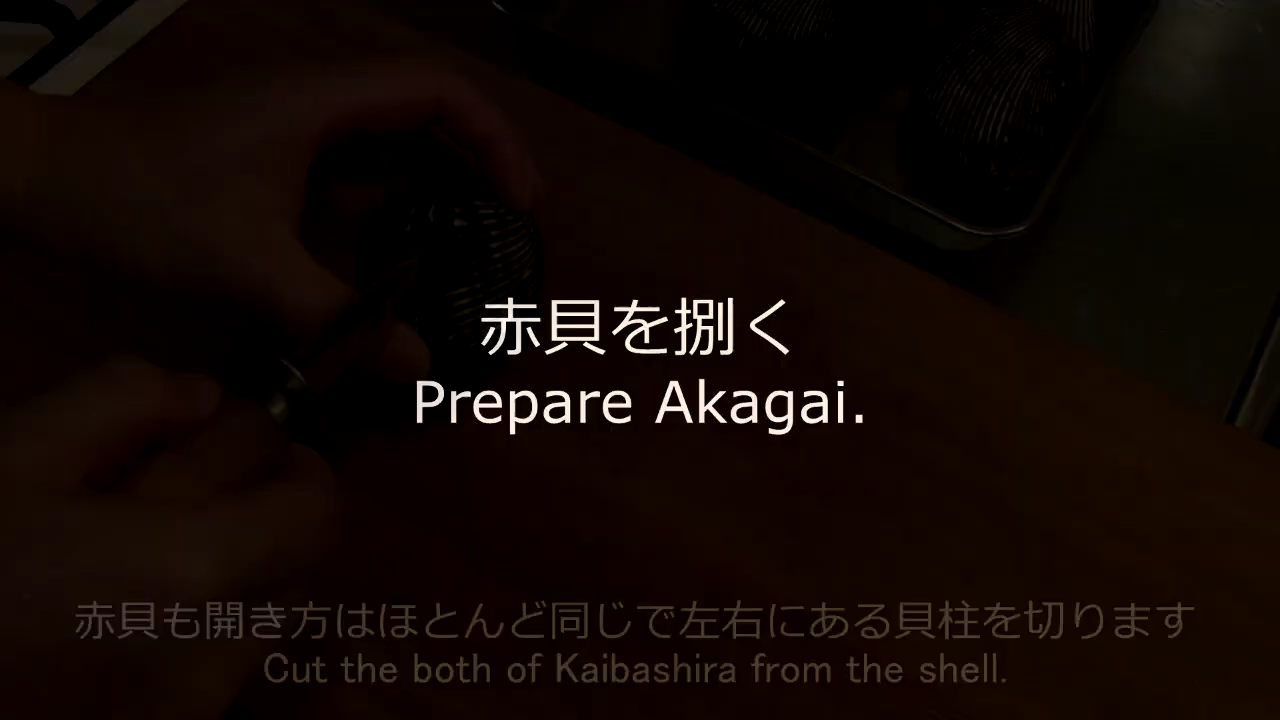 赤貝を捌く
Prepare Akagai.
赤貝も開き方はほとんど同じで左右にある貝柱を切ります
Cut the both of Kaibashira from the shell.